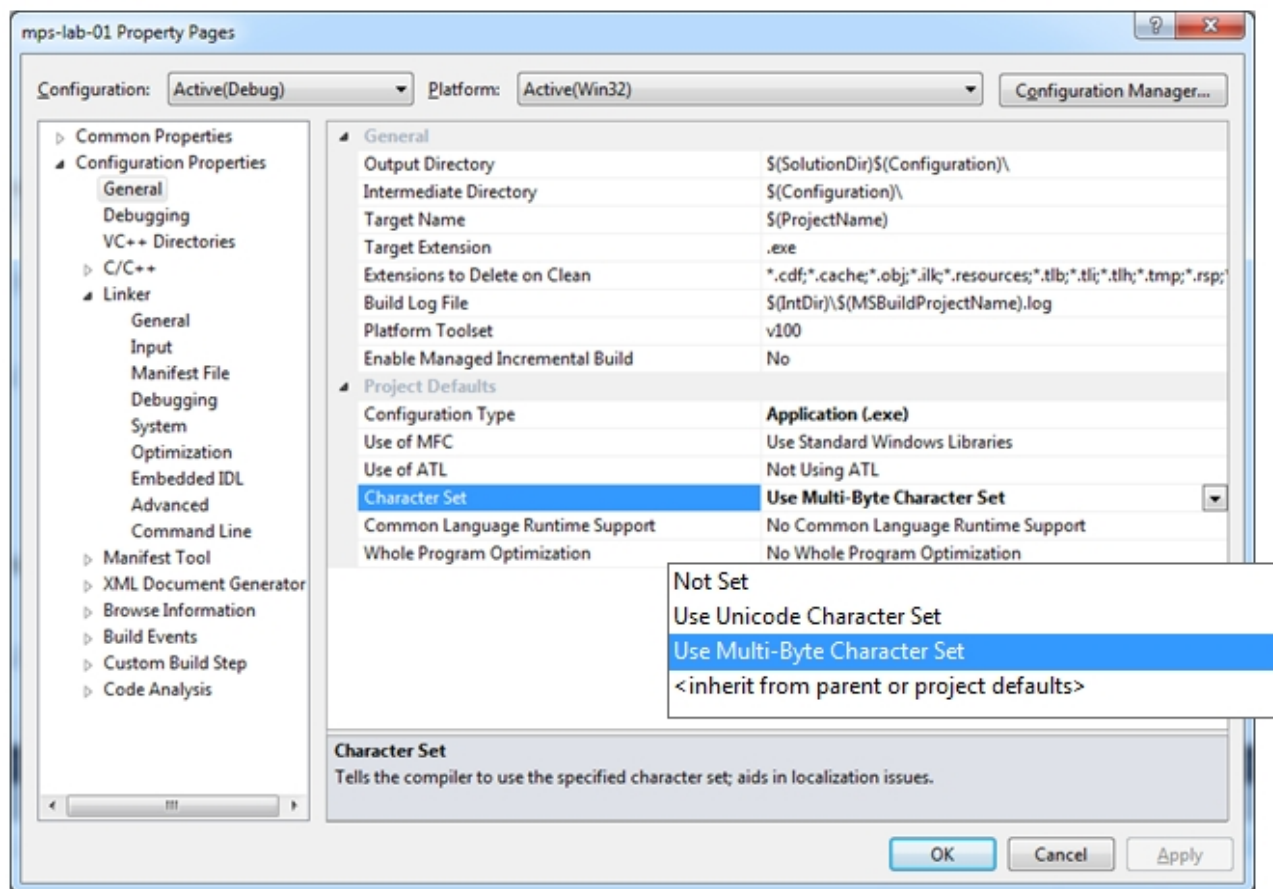 mps-lab-01 Property Pages
Configuration: Active(Debug) Platform: Active(Win32) Configuration Manager...
Common Properties
Configuration Properties
General
Debugging
VC++ Directories
C/C++
Linker
General
Input
Manifest File
Debugging
System
Optimization
Embedded IDL
Advanced
Command Line
Manifest Tool
XML Document Generator
Browse Information
Build Events
Custom Build Step
Code Analysis
General
Output Directory $(SolutionDir)$(Configuration)\
Intermediate Directory $(Configuration)\
Target Name $(ProjectName)
Target Extension .exe
Extensions to Delete on Clean *.cdf;*.cache;*.obj;*.ilk;*.resources;*.tlb;*.tli;*.tlh;*.tmp;*.rsp;*
Build Log File $(IntDir)\$(MSBuildProjectName).log
Platform Toolset v100
Enable Managed Incremental Build No
Project Defaults
Configuration Type Application (.exe)
Use of MFC Use Standard Windows Libraries
Use of ATL Not Using ATL
Character Set Use Multi-Byte Character Set
Common Language Runtime Support No Common Language Runtime Support
Whole Program Optimization No Whole Program Optimization
Not Set
Use Unicode Character Set
Use Multi-Byte Character Set
<inherit from parent or project defaults>
Character Set
Tells the compiler to use the specified character set; aids in localization issues.
OK Cancel Apply